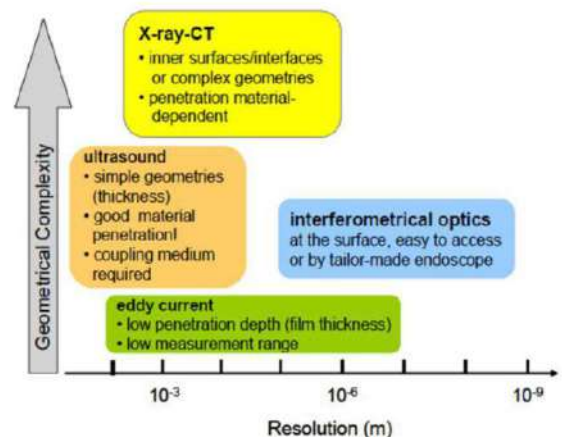 X-ray-CT
• inner surfaces/interfaces
or complex geometries
• penetration material-
dependent
Geometrical Complexity
ultrasound
• simple geometries
(thickness)
• good material
penetrationl
• coupling medium
required
interferometrical optics
at the surface, easy to access
or by tailor-made endoscope
eddy current
• low penetration depth (film thickness)
• low measurement range
10⁻³
10⁻⁶
10⁻⁹
Resolution (m)